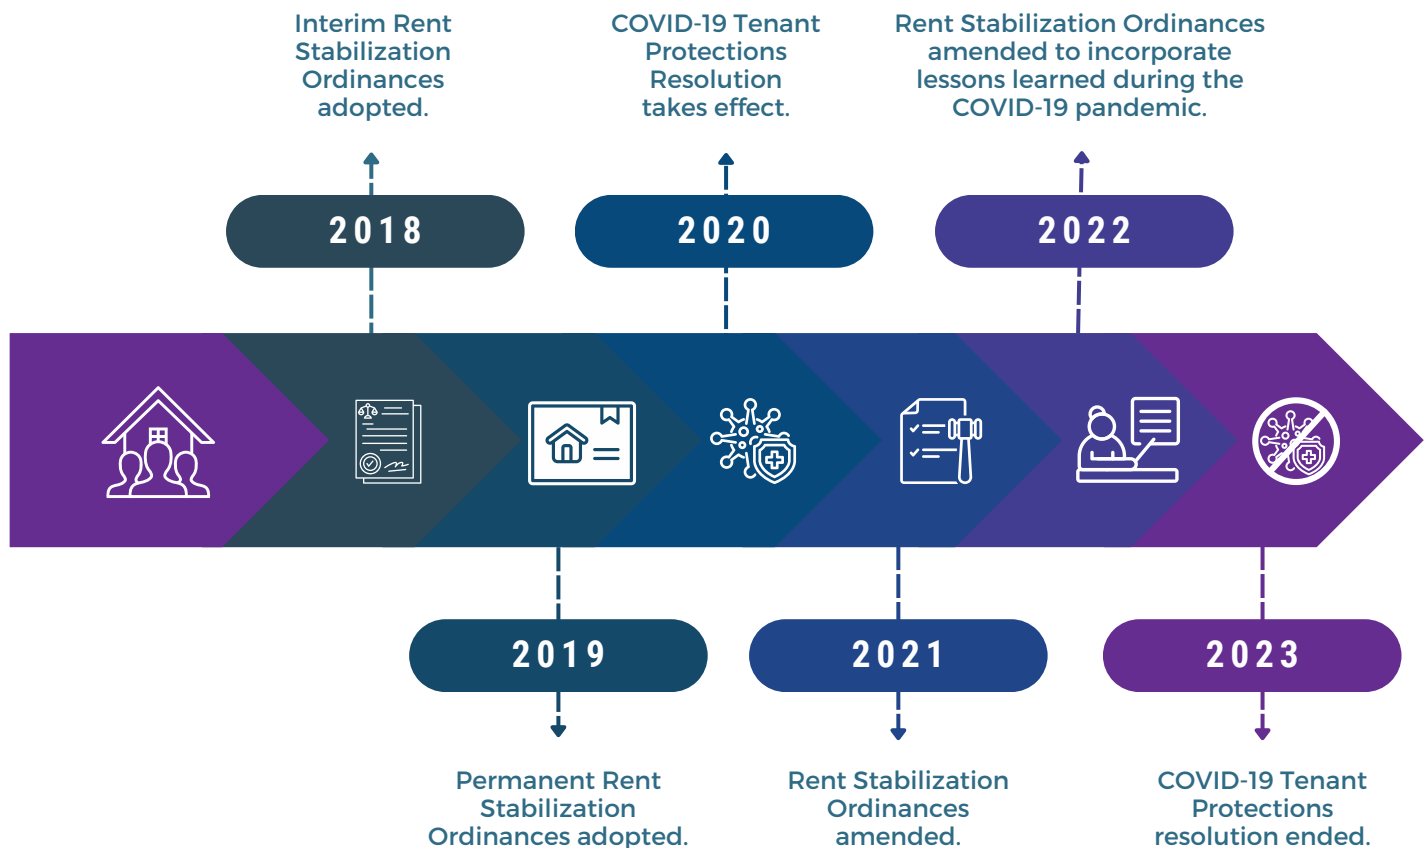 Interim Rent
Stabilization
Ordinances
adopted.
COVID-19 Tenant
Protections
Resolution
takes effect.
Rent Stabilization Ordinances
amended to incorporate
lessons learned during the
COVID-19 pandemic.
2018
2020
2022
2019
2021
2023
Permanent Rent
Stabilization
Ordinances adopted.
Rent Stabilization
Ordinances
amended.
COVID-19 Tenant
Protections
resolution ended.